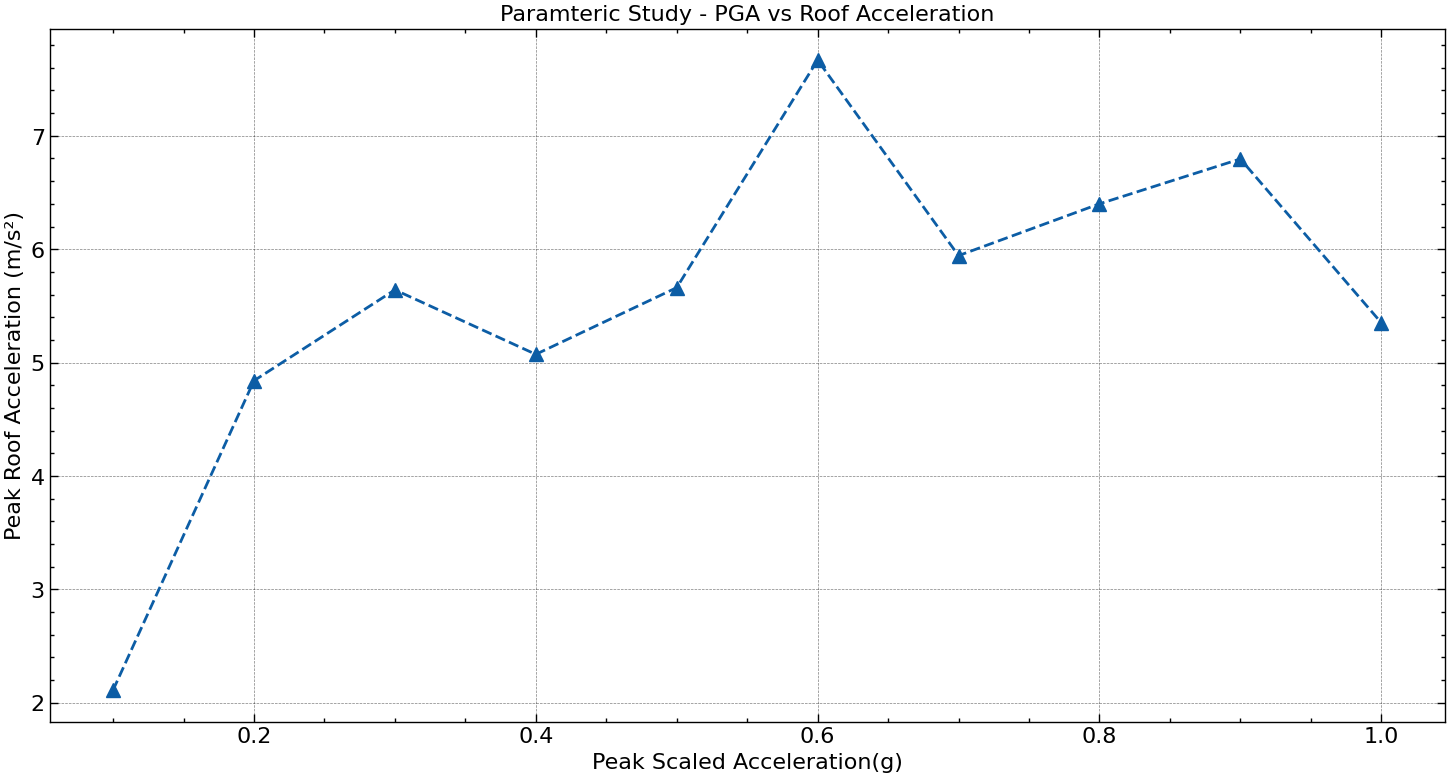 Paramteric Study - PGA vs Roof Acceleration
Peak Roof Acceleration (m/s²)
7
6
5
4
3
2
0.2 0.4 0.6 0.8 1.0
Peak Scaled Acceleration(g)